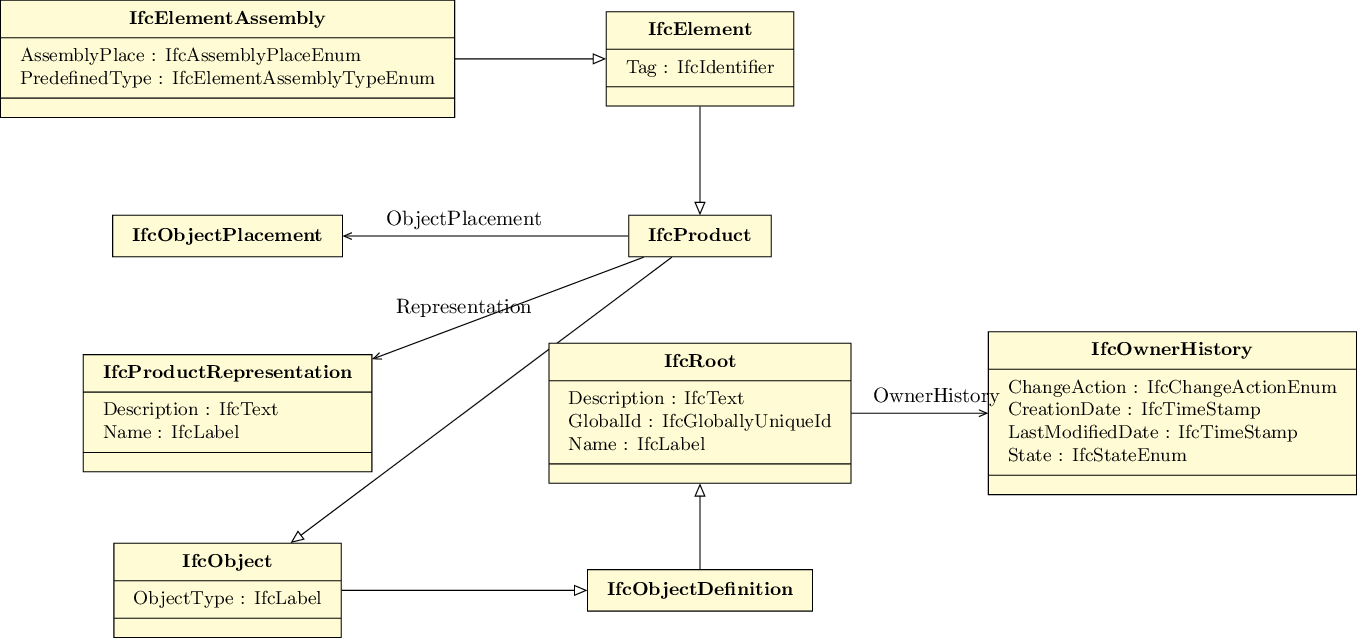 IfcElementAssembly
AssemblyPlace : IfcAssemblyPlaceEnum
PredefinedType : IfcElementAssemblyTypeEnum
IfcElement
Tag : IfcIdentifier
ObjectPlacement
IfcObjectPlacement
IfcProduct
Representation
IfcProductRepresentation
Description : IfcText
Name : IfcLabel
IfcRoot
Description : IfcText
GlobalId : IfcGloballyUniqueId
Name : IfcLabel
OwnerHistory
IfcOwnerHistory
ChangeAction : IfcChangeActionEnum
CreationDate : IfcTimeStamp
LastModifiedDate : IfcTimeStamp
State : IfcStateEnum
IfcObject
ObjectType : IfcLabel
IfcObjectDefinition